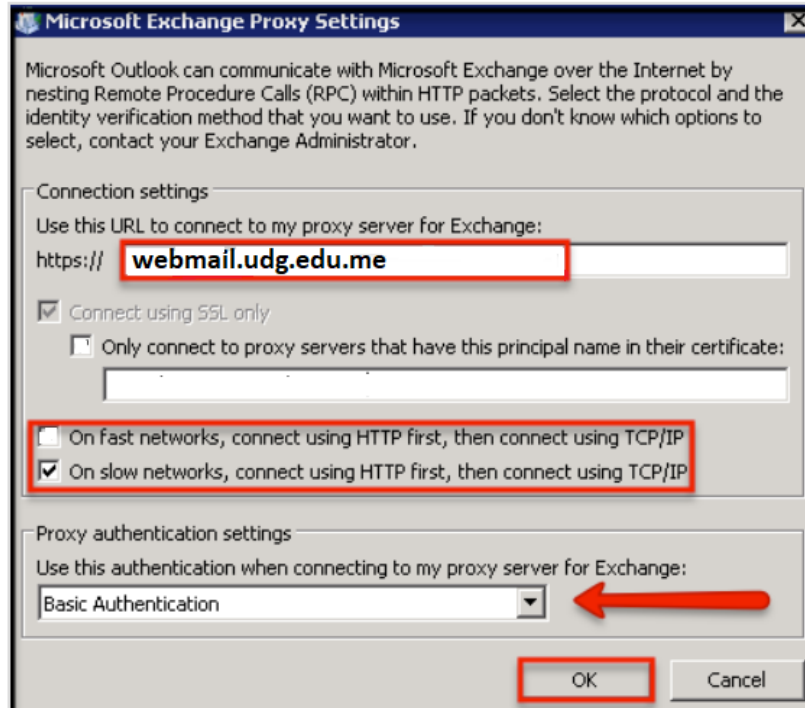 Microsoft Exchange Proxy Settings
Microsoft Outlook can communicate with Microsoft Exchange over the Internet by
nesting Remote Procedure Calls (RPC) within HTTP packets. Select the protocol and the
identity verification method that you want to use. If you don't know which options to
select, contact your Exchange Administrator.
Connection settings
Use this URL to connect to my proxy server for Exchange:
https:// webmail.udg.edu.me
Connect using SSL only
Only connect to proxy servers that have this principal name in their certificate:
On fast networks, connect using HTTP first, then connect using TCP/IP
On slow networks, connect using HTTP first, then connect using TCP/IP
Proxy authentication settings
Use this authentication when connecting to my proxy server for Exchange:
Basic Authentication
OK Cancel